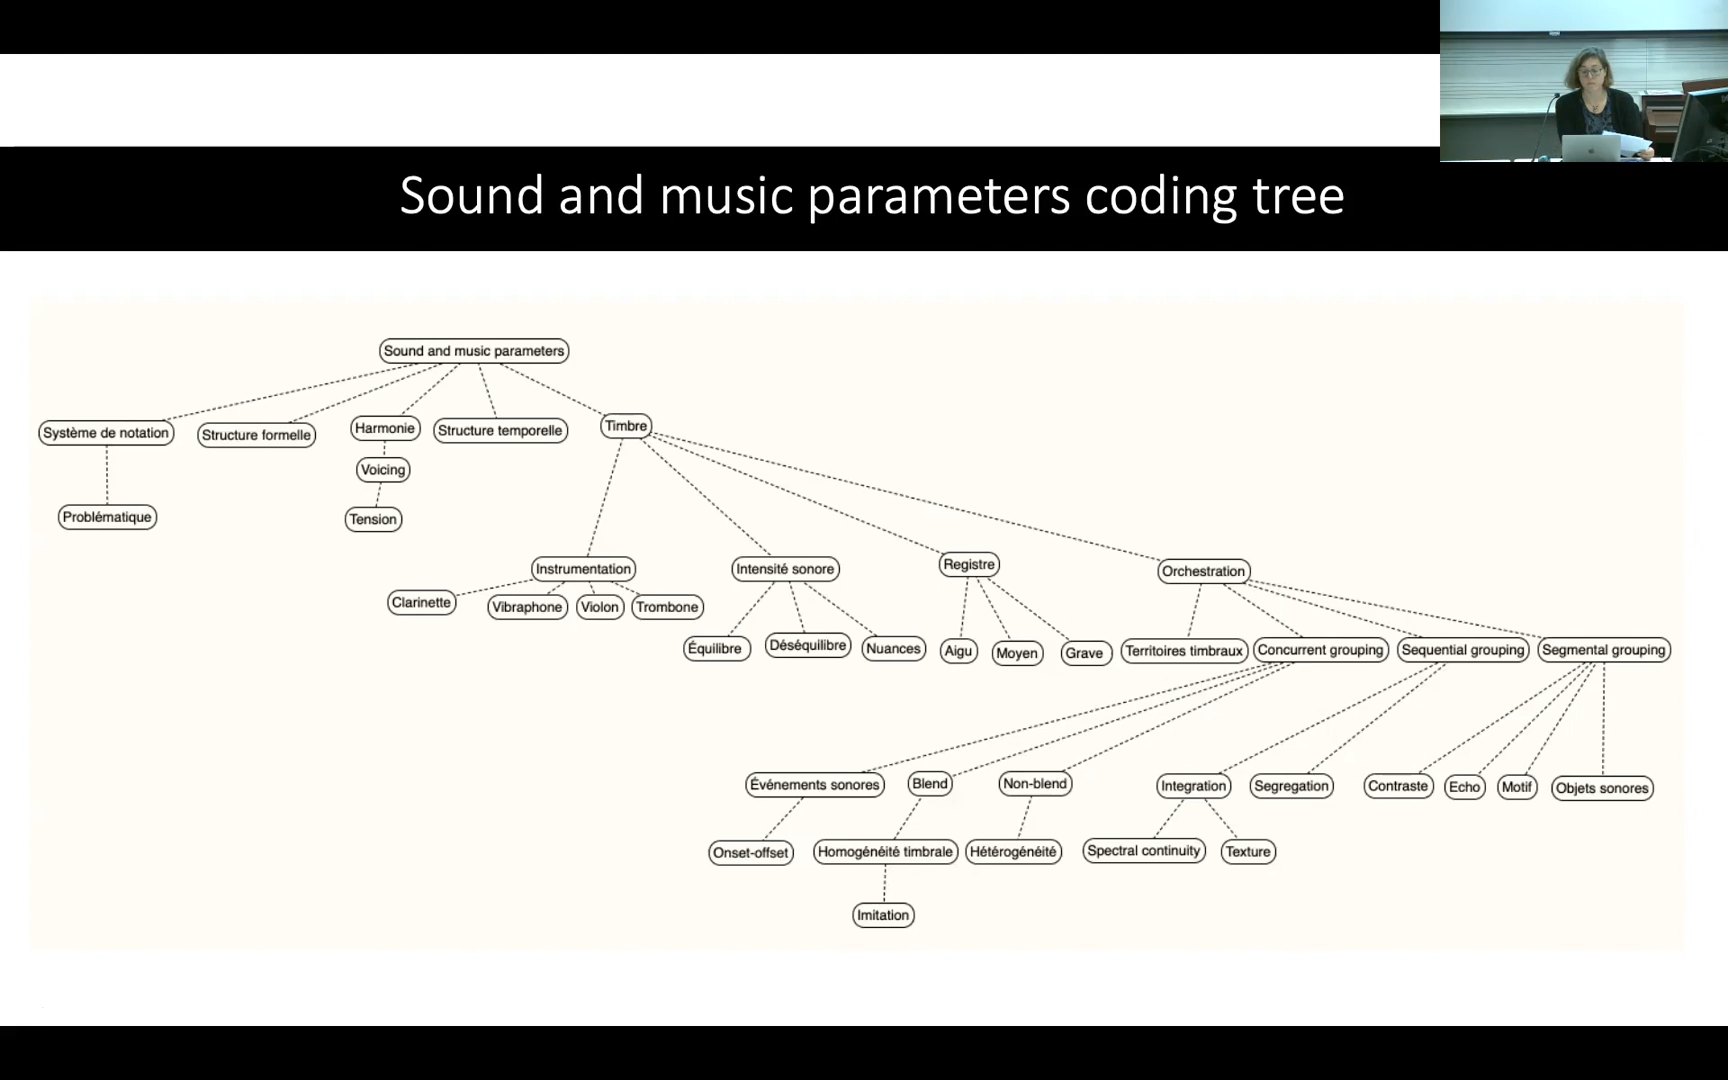 Sound and music parameters coding tree
Sound and music parameters
Système de notation
Structure formelle
Harmonie
Structure temporelle
Timbre
Voicing
Problématique
Tension
Instrumentation
Intensité sonore
Registre
Orchestration
Clarinette
Vibraphone
Violon
Trombone
Équilibre
Déséquilibre
Nuances
Aigu
Moyen
Grave
Territoires timbraux
Concurrent grouping
Sequential grouping
Segmental grouping
Événements sonores
Blend
Non-blend
Integration
Segregation
Contraste
Echo
Motif
Objets sonores
Onset-offset
Homogénéité timbrale
Hétérogénéité
Spectral continuity
Texture
Imitation